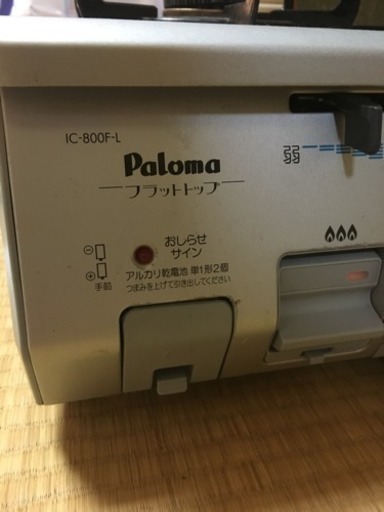 IC-800F-L
Paloma
フラットトップ
弱
おしらせ
サイン
⊖
⊕
手前
アルカリ乾電池 単1形2個
つまみを上げて引き出してください